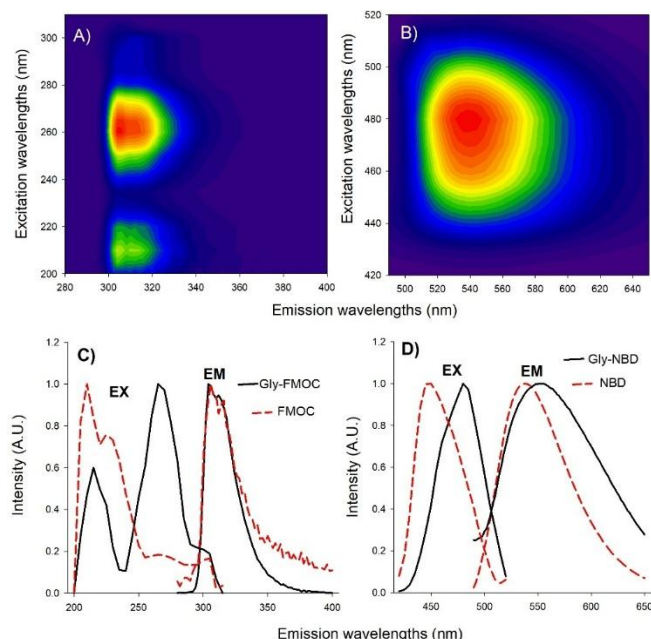 A)
B)
Excitation wavelengths (nm)
300
280
260
240
220
200
280 300 320 340 360 380 400
Excitation wavelengths (nm)
520
500
480
460
440
420
500 520 540 560 580 600 620 640
Emission wavelengths (nm)
C)
EX
EM
Gly-FMOC
FMOC
Intensity (A.U.)
1.2
1.0
0.8
0.6
0.4
0.2
0.0
200 250 300 350 400
D)
EX
EM
Gly-NBD
NBD
Intensity (A.U.)
1.2
1.0
0.8
0.6
0.4
0.2
0.0
450 500 550 600 650
Emission wavelengths (nm)